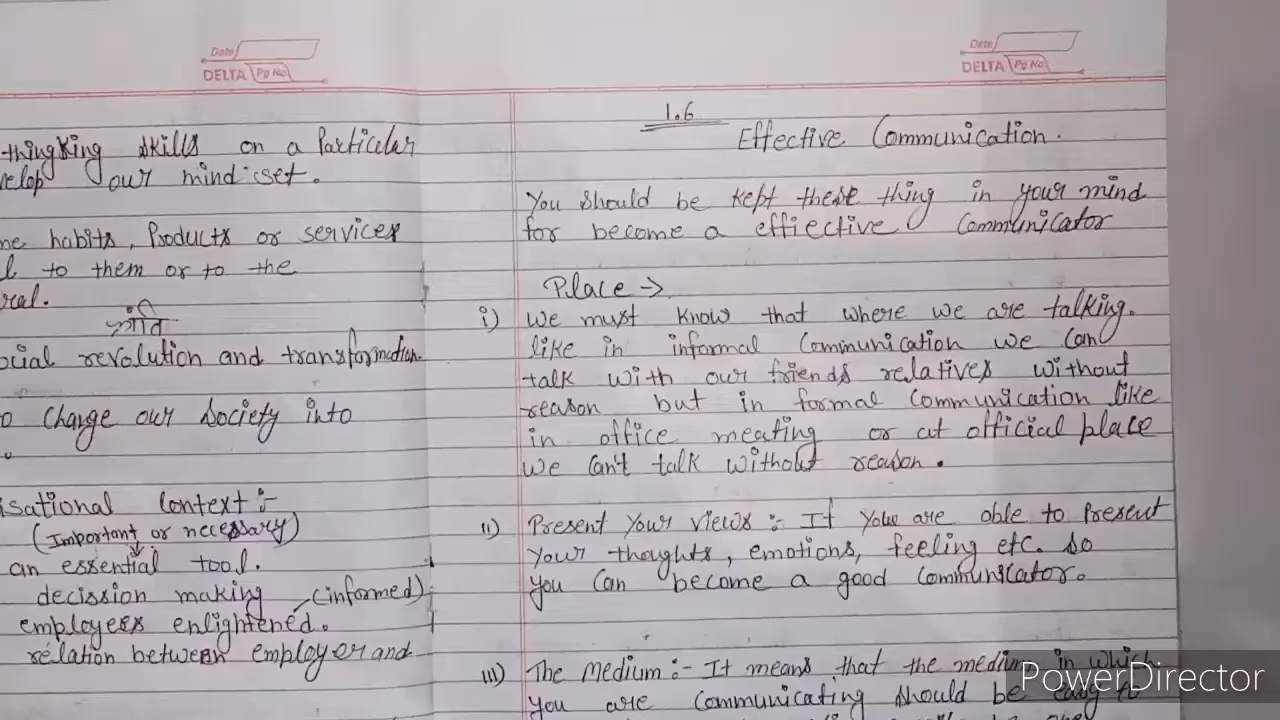 Date
DELTA Pg No
thingking skills on a Particular
velop our mind set.
me habits, Products or services
l to them or to the
ral.
क्रांति
ocial revolution and transformation.
o change our society into
isational Context :-
(Important or necessary)
an essential tool.
decission making (informed)
employees enlightened.
relation between employer and
Date
DELTA Pg No
1.6
Effective Communication.
You should be kept these thing in your mind
for become a effiective Communicator
Place →
i) We must know that where we are talking.
like in informal Communication we can
talk with our friends relatives without
reason but in formal communication like
in office meating or at official place
we can't talk without reason.
ii) Present Your views :- If you are able to Present
Your thoughts, emotions, feeling etc. so
you can become a good communicator.
iii) The Medium :- It means that the medium in which
you are communicating should be easy to
PowerDirector